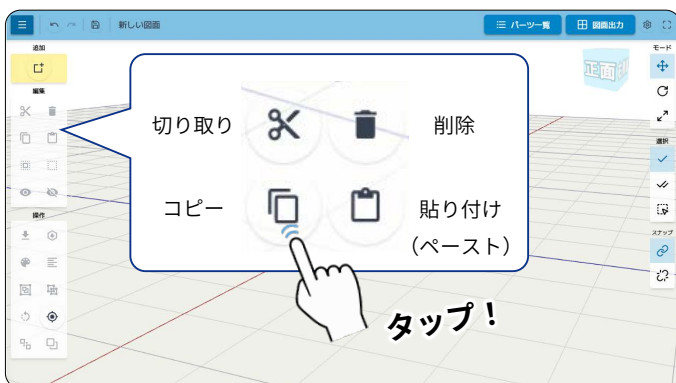 新しい図面
パーツ一覧
図面出力
追加
編集
操作
切り取り
削除
コピー
貼り付け
（ペースト）
タップ！
正面
モード
選択
スナップ